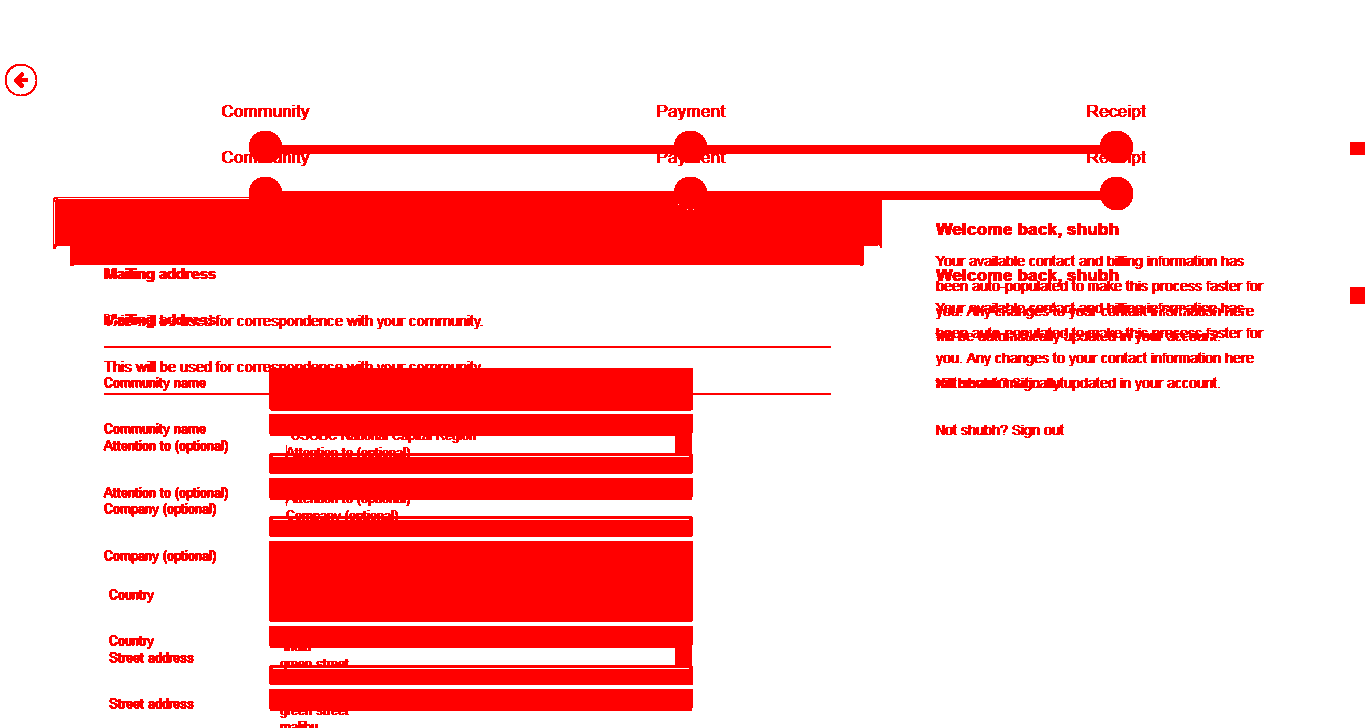 Community Payment Receipt
Community Payment Receipt
Welcome back, shubh
Your available contact and billing information has
Mailing address
Welcome back, shubh
been auto-populated to make this process faster for
Your available contact and billing information has
you. Any changes to your contact information here
Mailing address
This will be used for correspondence with your community.
been auto-populated to make this process faster for
will be automatically updated in your account.
you. Any changes to your contact information here
This will be used for correspondence with your community.
Community name
Not shubh? Sign out
will be automatically updated in your account.
Community name
Not shubh? Sign out
USGBC National Capital Region
Attention to (optional)
Attention to (optional)
Attention to (optional)
Attention to (optional)
Company (optional)
Company (optional)
Company (optional)
Country
Country
India
Street address
green street
Street address
green street
malibu